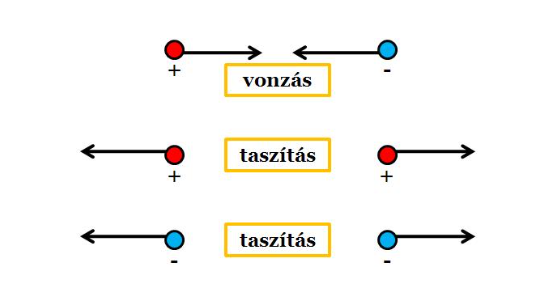 + -
vonzás
taszítás
+ +
taszítás
- -